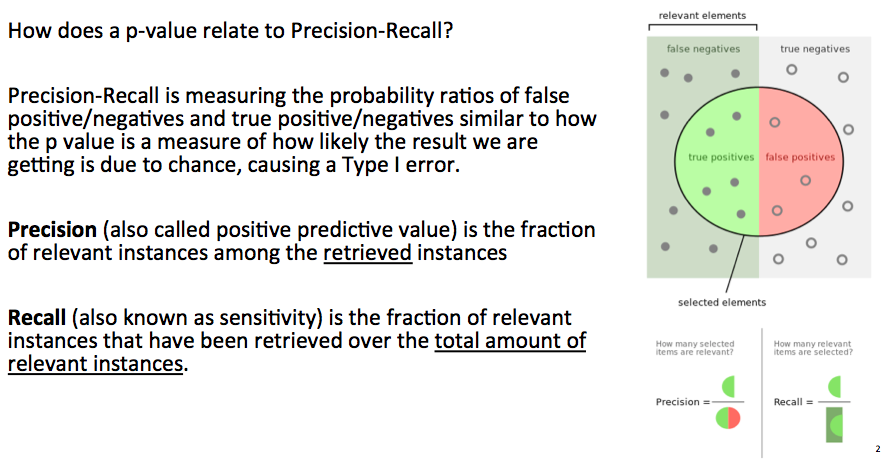 How does a p-value relate to Precision-Recall?
Precision-Recall is measuring the probability ratios of false
positive/negatives and true positive/negatives similar to how
the p value is a measure of how likely the result we are
getting is due to chance, causing a Type I error.
Precision (also called positive predictive value) is the fraction
of relevant instances among the retrieved instances
Recall (also known as sensitivity) is the fraction of relevant
instances that have been retrieved over the total amount of
relevant instances.
relevant elements
false negatives
true negatives
true positives
false positives
selected elements
How many selected
items are relevant?
Precision =
How many relevant
items are selected?
Recall =
2